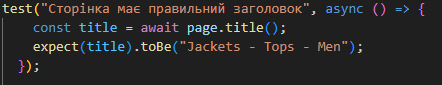 test("Сторінка має правильний заголовок", async () => {
const title = await page.title();
expect(title).toBe("Jackets - Tops - Men");
});